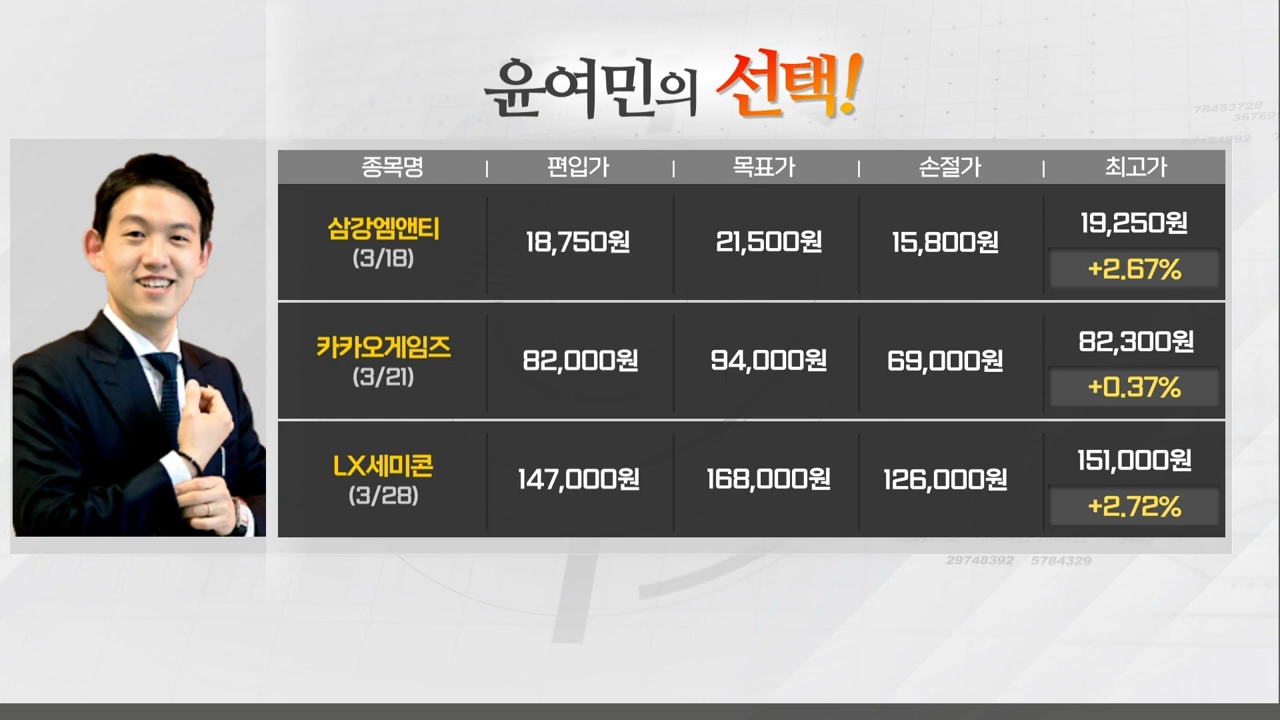 윤여민의 선택!
종목명 | 편입가 | 목표가 | 손절가 | 최고가
삼강엠앤티 (3/18) 18,750원 21,500원 15,800원 19,250원 +2.67%
카카오게임즈 (3/21) 82,000원 94,000원 69,000원 82,300원 +0.37%
LX세미콘 (3/28) 147,000원 168,000원 126,000원 151,000원 +2.72%
78453728
29748392 5784329